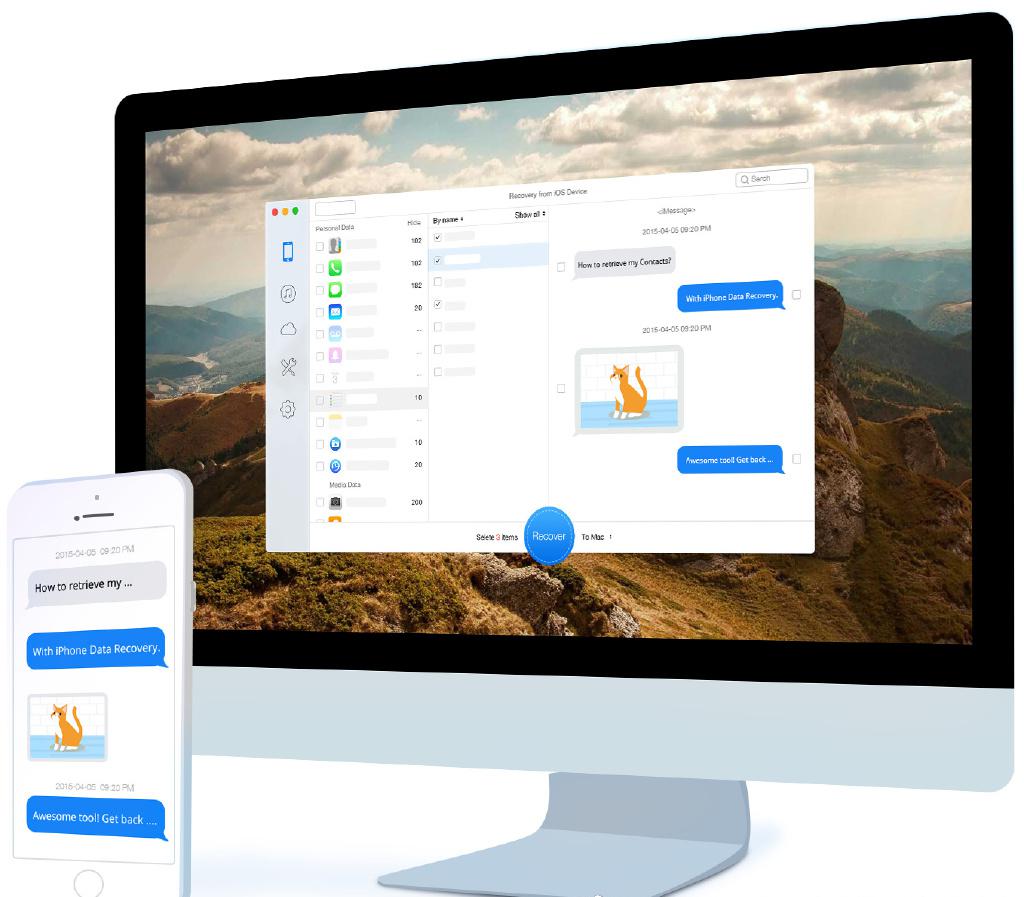 Recovery from iOS Device
Serch
Personal Data
Hide
102
102
182
20
--
--
--
3
10
--
10
20
Media Data
200
By name
Show all
<iMessage>
2015-04-05 09:20 PM
How to retrieve my Contacts?
With iPhone Data Recovery.
2015-04-05 09:20 PM
Awesome tool! Get back ...
Selete 3 items
Recover
To Mac
2015-04-05 09:20 PM
How to retrieve my ...
With iPhone Data Recovery.
2015-04-05 09:20 PM
Awesome tool! Get back ....